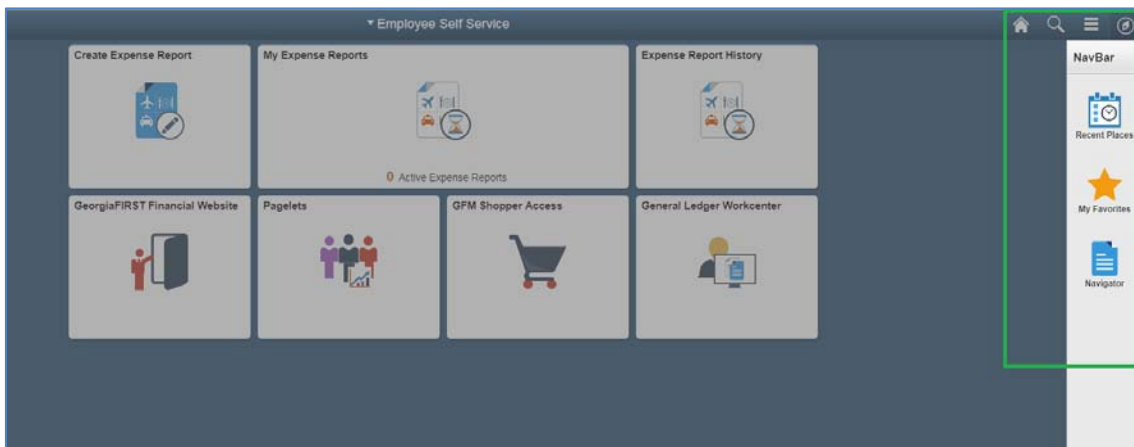 Employee Self Service
NavBar
Create Expense Report
My Expense Reports
Expense Report History
0 Active Expense Reports
Recent Places
My Favorites
GeorgiaFIR$T Financial Website
Pagelets
GFM Shopper Access
General Ledger Workcenter
Navigator